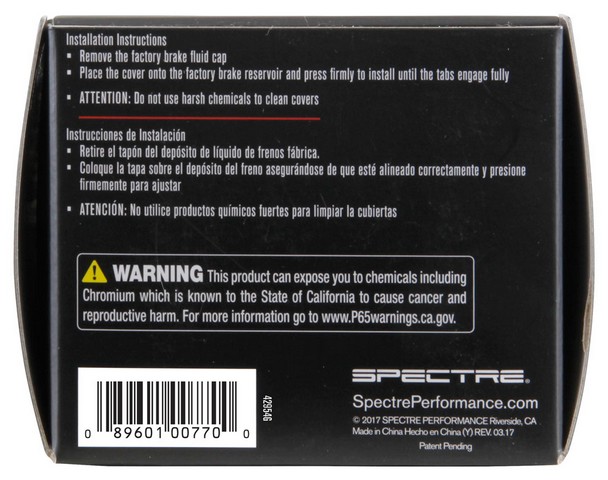 Installation Instructions
• Remove the factory brake fluid cap
• Place the cover onto the factory brake reservoir and press firmly to install until the tabs engage fully
• ATTENTION: Do not use harsh chemicals to clean covers
Instrucciones de Instalación
• Retire el tapón del depósito de líquido de frenos fábrica.
• Coloque la tapa sobre el depósito del freno asegurándose de que esté alineado correctamente y presione
firmemente para ajustar
• ATENCIÓN: No utilice productos químicos fuertes para limpiar la cubiertas
WARNING This product can expose you to chemicals including
Chromium which is known to the State of California to cause cancer and
reproductive harm. For more information go to www.P65warnings.ca.gov.
0 89601 00770 0
429546
SPECTRE®
SpectrePerformance.com
© 2017 SPECTRE PERFORMANCE Riverside, CA
Made in China Hecho en China (Y) REV. 03.17
Patent Pending